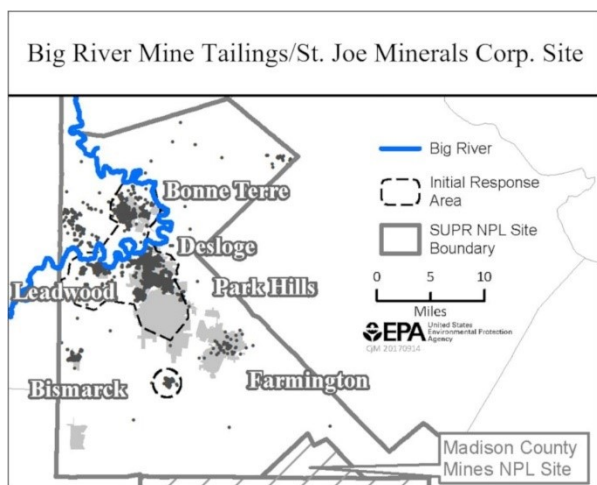 Big River Mine Tailings/St. Joe Minerals Corp. Site
Big River
Initial Response
Area
SUPR NPL Site
Boundary
0 5 10
Miles
EPA United States
Environmental Protection
Agency
CJM 20170914
Bonne Terre
Desloge
Leadwood
Park Hills
Bismarck
Farmington
Madison County
Mines NPL Site